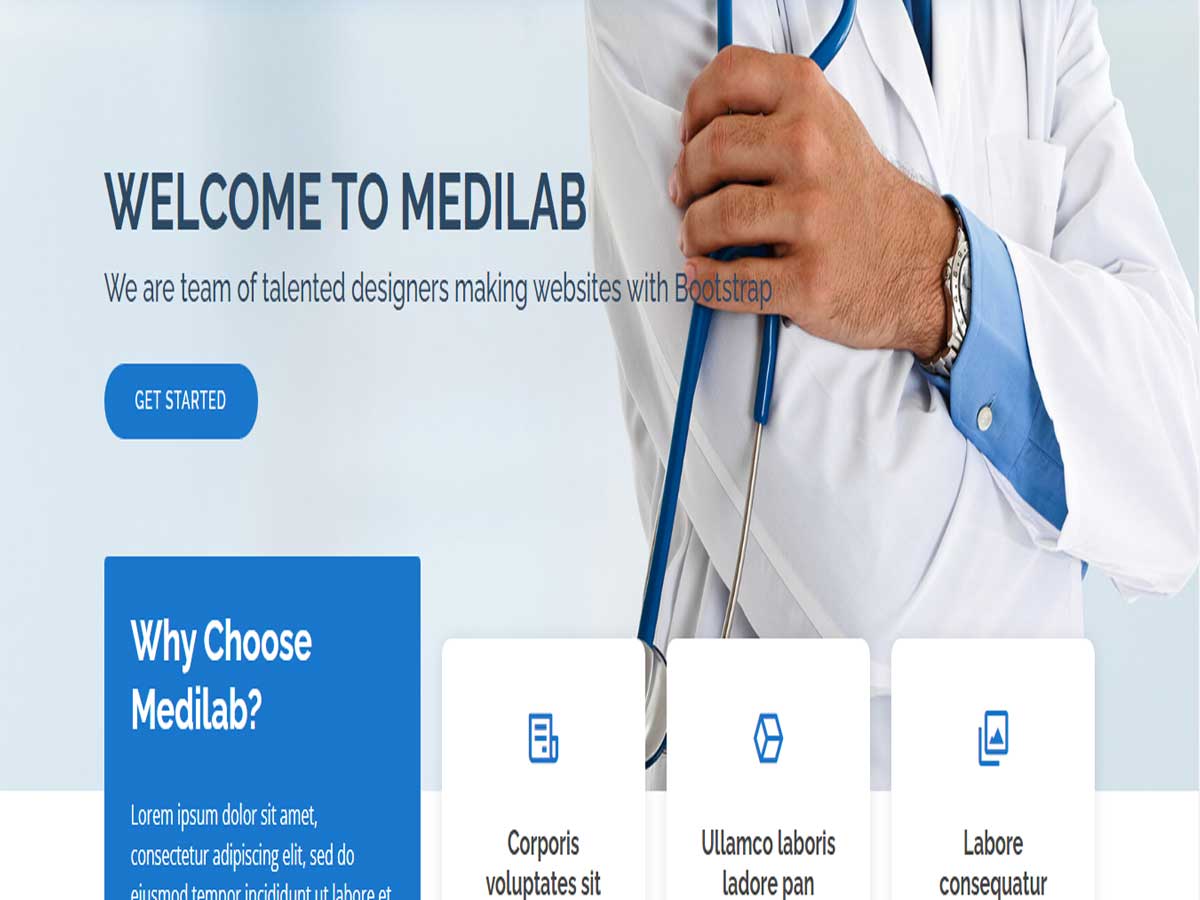 WELCOME TO MEDILAB
We are team of talented designers making websites with Bootstrap
GET STARTED
Why Choose
Medilab?
Lorem ipsum dolor sit amet,
consectetur adipiscing elit, sed do
eiusmod tempor incididunt ut labore et
Corporis
voluptates sit
Ullamco laboris
ladore pan
Labore
consequatur